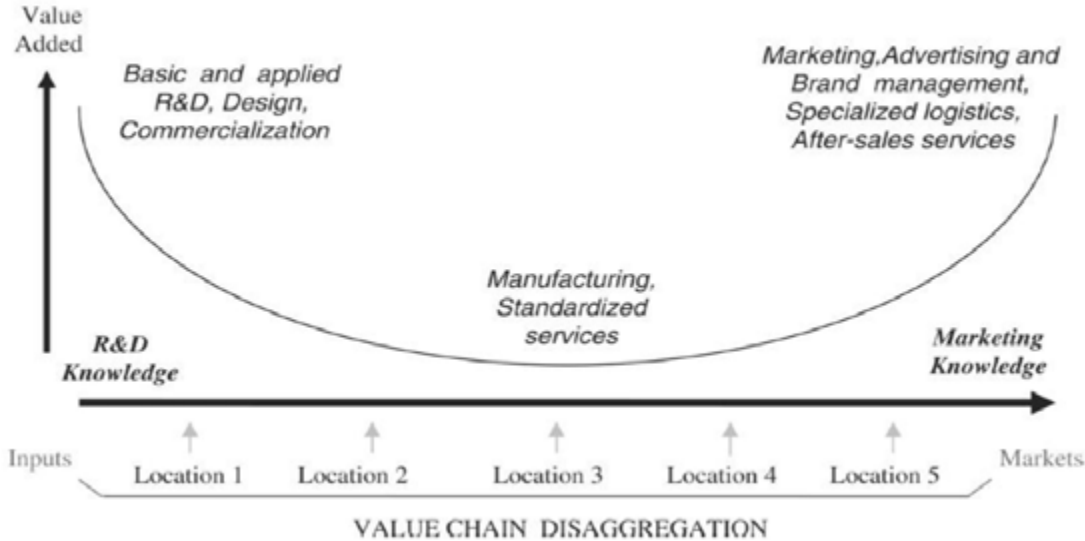 Value
Added
Basic and applied
R&D, Design,
Commercialization
Marketing,Advertising and
Brand management,
Specialized logistics,
After-sales services
Manufacturing,
Standardized
services
R&D
Knowledge
Marketing
Knowledge
Inputs
Location 1
Location 2
Location 3
Location 4
Location 5
Markets
VALUE CHAIN DISAGGREGATION